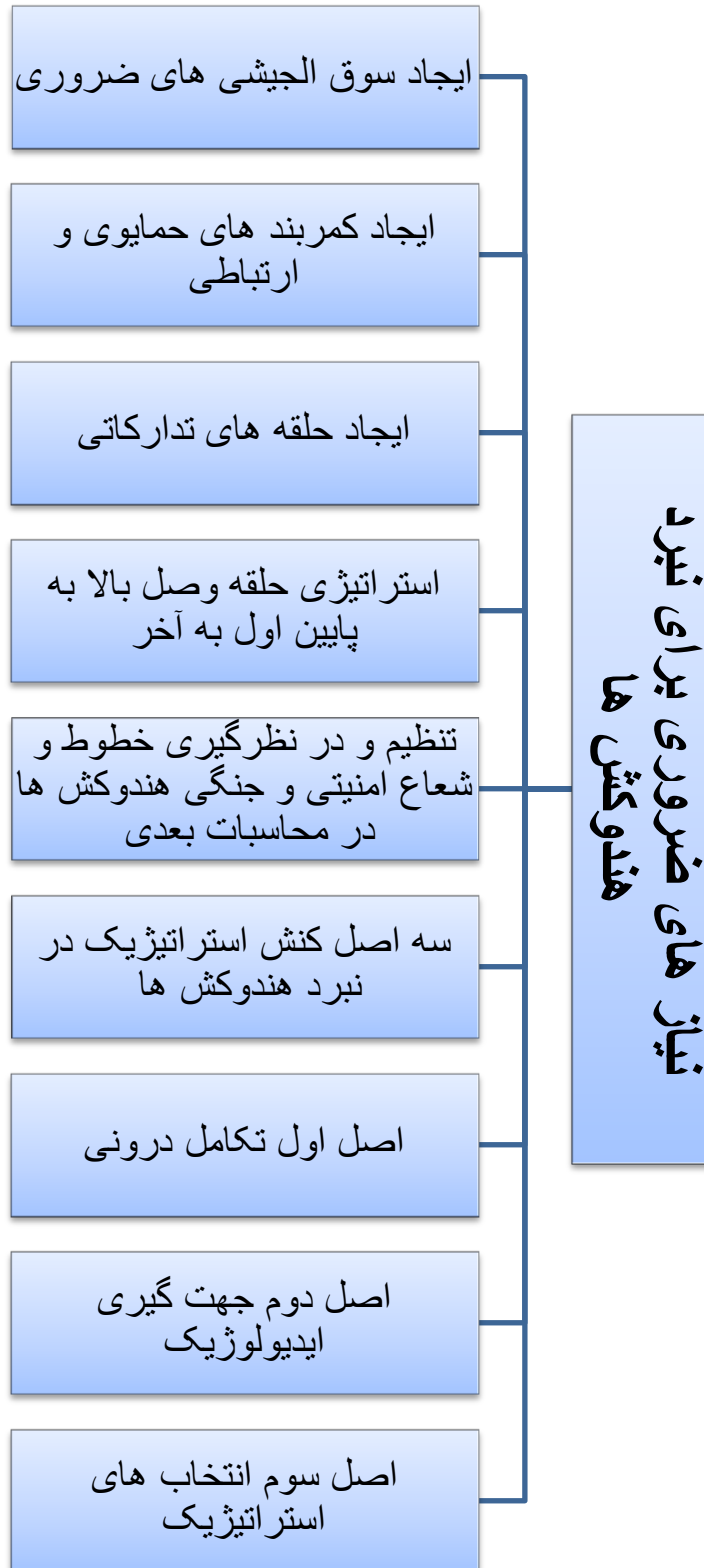 نیاز های ضروری برای نبرد
هندوکش ها
ایجاد سوق الجیشی های ضروری
ایجاد کمربند های حمایوی و
ارتباطی
ایجاد حلقه های تدارکاتی
استراتیژی حلقه وصل بالا به
پایین اول به آخر
تنظیم و در نظرگیری خطوط و
شعاع امنیتی و جنگی هندوکش ها
در محاسبات بعدی
سه اصل کنش استراتیژیک در
نبرد هندوکش ها
اصل اول تکامل درونی
اصل دوم جهت گیری
ایدیولوژیک
اصل سوم انتخاب های
استراتیژیک